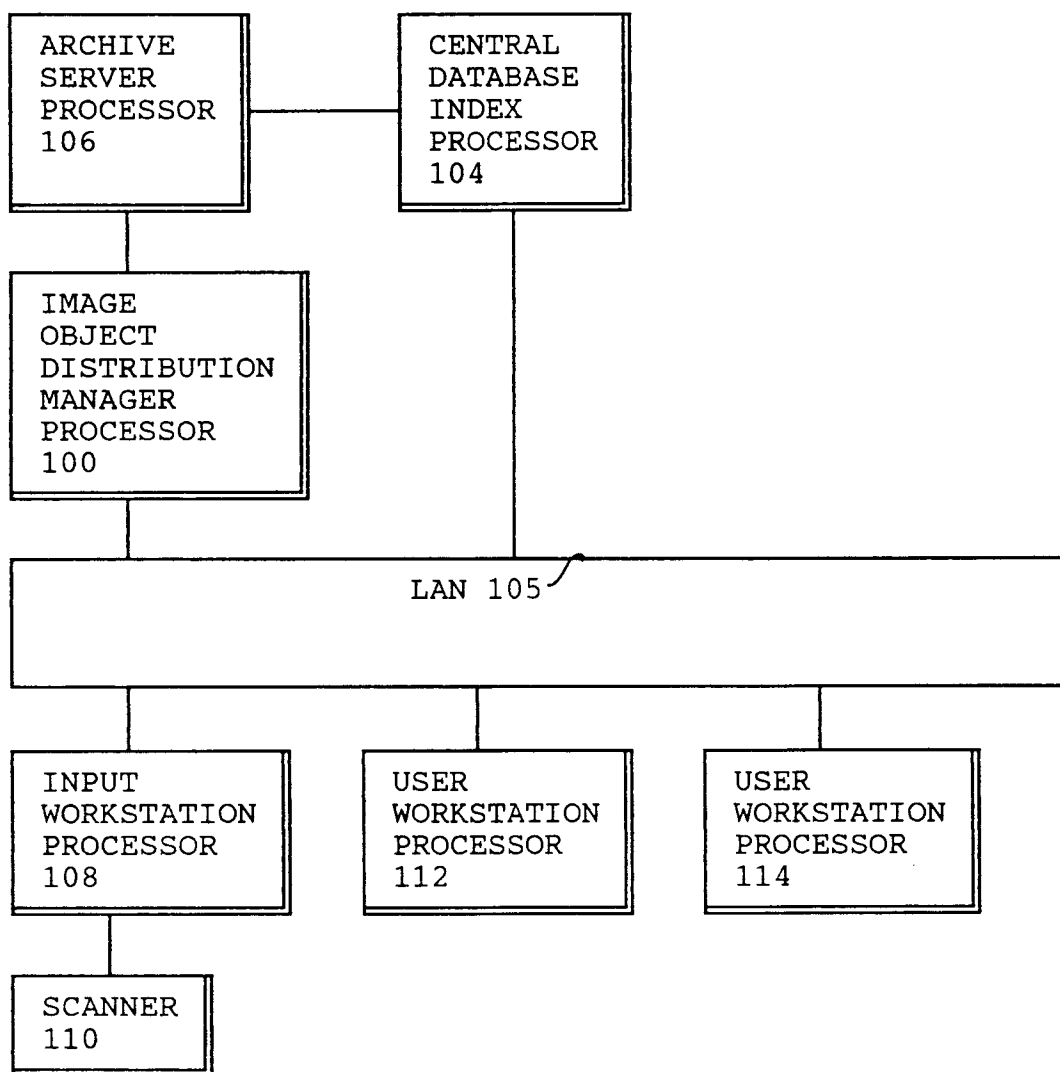 ARCHIVE
SERVER
PROCESSOR
106
CENTRAL
DATABASE
INDEX
PROCESSOR
104
IMAGE
OBJECT
DISTRIBUTION
MANAGER
PROCESSOR
100
LAN 105
INPUT
WORKSTATION
PROCESSOR
108
USER
WORKSTATION
PROCESSOR
112
USER
WORKSTATION
PROCESSOR
114
SCANNER
110